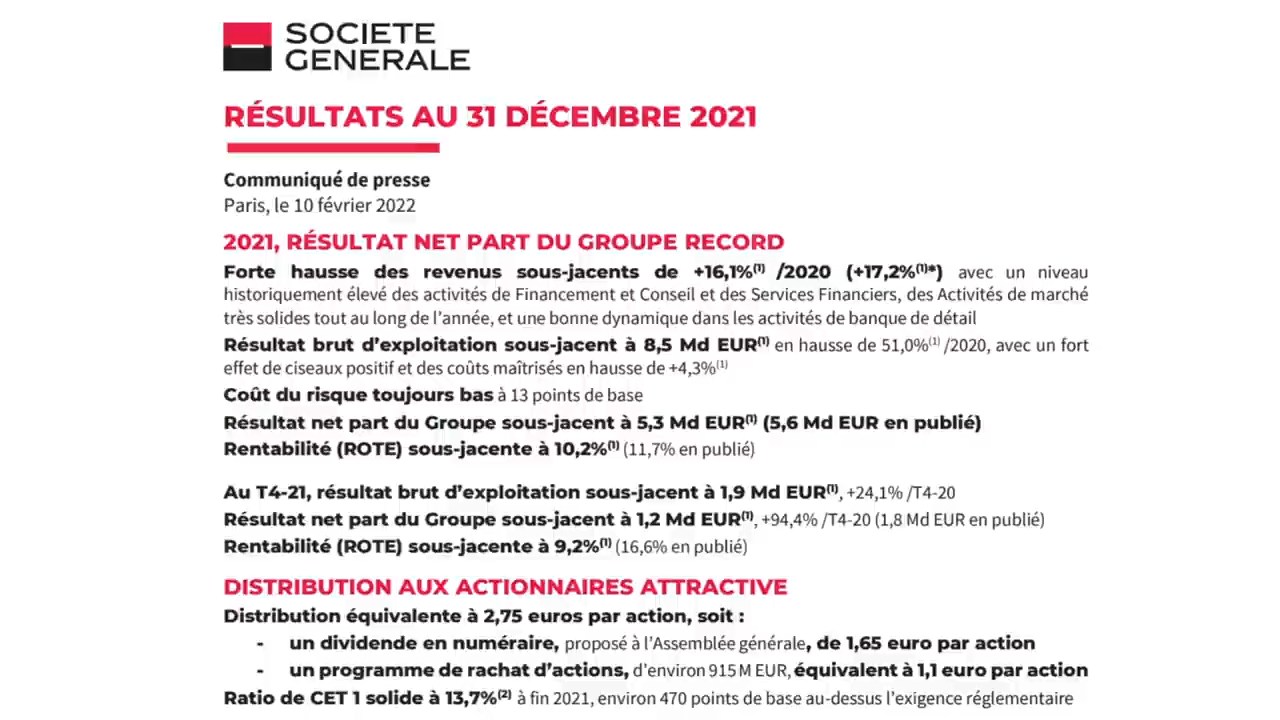 SOCIETE
GENERALE
RÉSULTATS AU 31 DÉCEMBRE 2021
Communiqué de presse
Paris, le 10 février 2022
2021, RÉSULTAT NET PART DU GROUPE RECORD
Forte hausse des revenus sous-jacents de +16,1%(1) /2020 (+17,2%(1)*) avec un niveau
historiquement élevé des activités de Financement et Conseil et des Services Financiers, des Activités de marché
très solides tout au long de l'année, et une bonne dynamique dans les activités de banque de détail
Résultat brut d'exploitation sous-jacent à 8,5 Md EUR(1) en hausse de 51,0%(1) /2020, avec un fort
effet de ciseaux positif et des coûts maîtrisés en hausse de +4,3%(1)
Coût du risque toujours bas à 13 points de base
Résultat net part du Groupe sous-jacent à 5,3 Md EUR(1) (5,6 Md EUR en publié)
Rentabilité (ROTE) sous-jacente à 10,2%(1) (11,7% en publié)
Au T4-21, résultat brut d'exploitation sous-jacent à 1,9 Md EUR(1), +24,1% /T4-20
Résultat net part du Groupe sous-jacent à 1,2 Md EUR(1), +94,4% /T4-20 (1,8 Md EUR en publié)
Rentabilité (ROTE) sous-jacente à 9,2%(1) (16,6% en publié)
DISTRIBUTION AUX ACTIONNAIRES ATTRACTIVE
Distribution équivalente à 2,75 euros par action, soit :
- un dividende en numéraire, proposé à l'Assemblée générale, de 1,65 euro par action
- un programme de rachat d'actions, d'environ 915 M EUR, équivalent à 1,1 euro par action
Ratio de CET 1 solide à 13,7%(2) à fin 2021, environ 470 points de base au-dessus l'exigence réglementaire